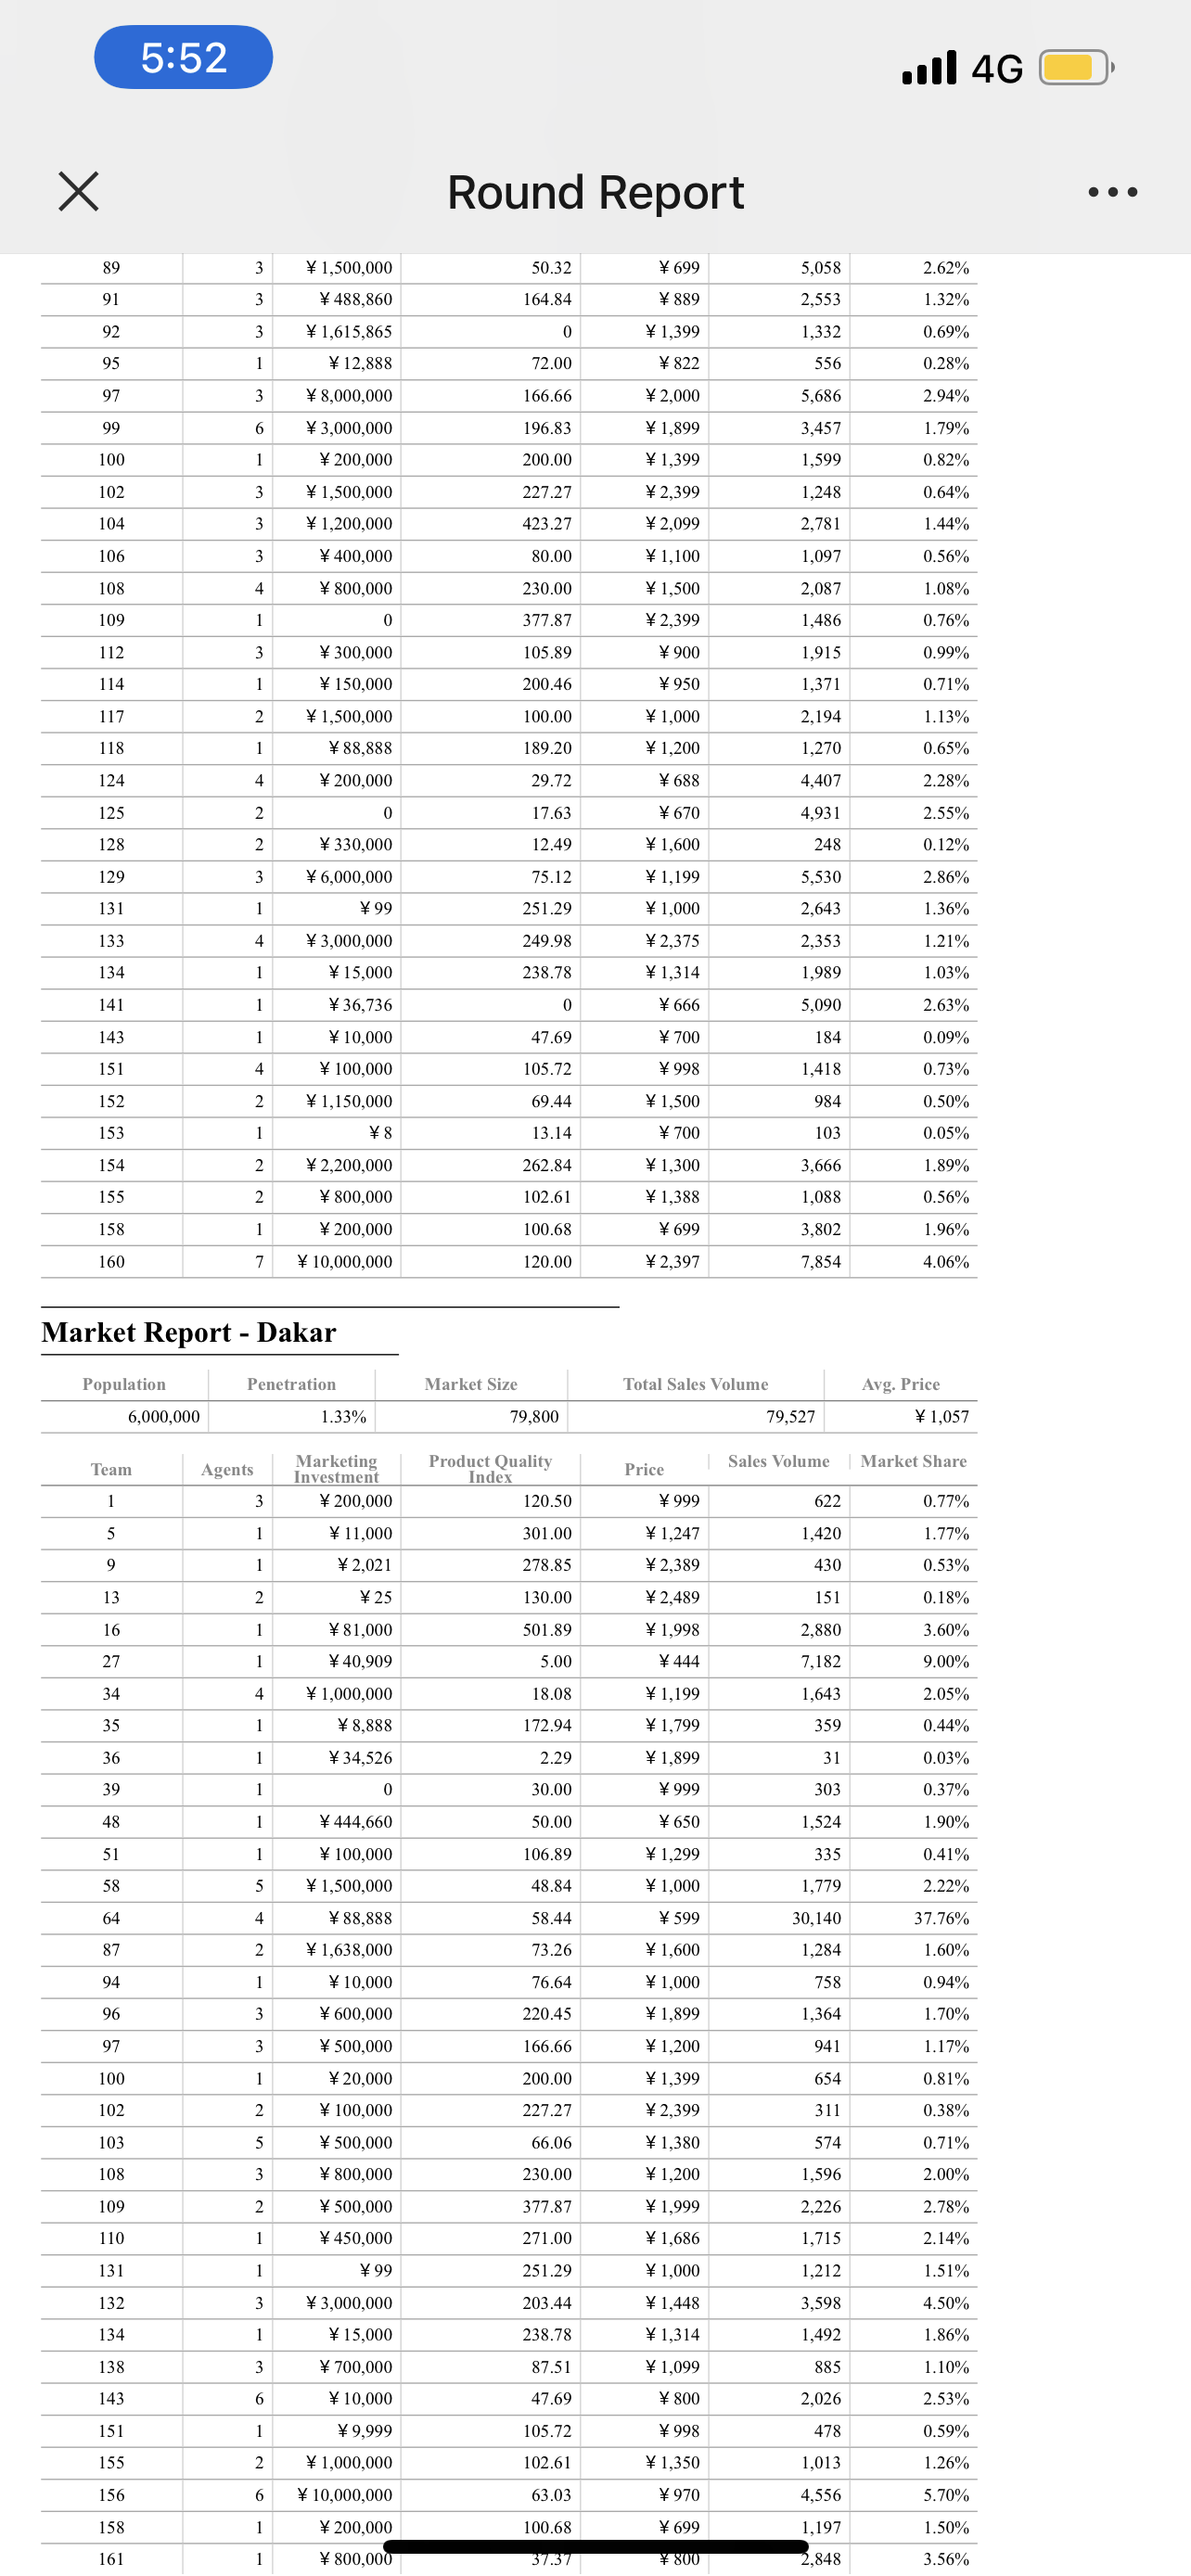 5:52
4G
Round Report
89 3 ¥ 1,500,000 50.32 ¥ 699 5,058 2.62%
91 3 ¥ 488,860 164.84 ¥ 889 2,553 1.32%
92 3 ¥ 1,615,865 0 ¥ 1,399 1,332 0.69%
95 1 ¥ 12,888 72.00 ¥ 822 556 0.28%
97 3 ¥ 8,000,000 166.66 ¥ 2,000 5,686 2.94%
99 6 ¥ 3,000,000 196.83 ¥ 1,899 3,457 1.79%
100 1 ¥ 200,000 200.00 ¥ 1,399 1,599 0.82%
102 3 ¥ 1,500,000 227.27 ¥ 2,399 1,248 0.64%
104 3 ¥ 1,200,000 423.27 ¥ 2,099 2,781 1.44%
106 3 ¥ 400,000 80.00 ¥ 1,100 1,097 0.56%
108 4 ¥ 800,000 230.00 ¥ 1,500 2,087 1.08%
109 1 0 377.87 ¥ 2,399 1,486 0.76%
112 3 ¥ 300,000 105.89 ¥ 900 1,915 0.99%
114 1 ¥ 150,000 200.46 ¥ 950 1,371 0.71%
117 2 ¥ 1,500,000 100.00 ¥ 1,000 2,194 1.13%
118 1 ¥ 88,888 189.20 ¥ 1,200 1,270 0.65%
124 4 ¥ 200,000 29.72 ¥ 688 4,407 2.28%
125 2 0 17.63 ¥ 670 4,931 2.55%
128 2 ¥ 330,000 12.49 ¥ 1,600 248 0.12%
129 3 ¥ 6,000,000 75.12 ¥ 1,199 5,530 2.86%
131 1 ¥ 99 251.29 ¥ 1,000 2,643 1.36%
133 4 ¥ 3,000,000 249.98 ¥ 2,375 2,353 1.21%
134 1 ¥ 15,000 238.78 ¥ 1,314 1,989 1.03%
141 1 ¥ 36,736 0 ¥ 666 5,090 2.63%
143 1 ¥ 10,000 47.69 ¥ 700 184 0.09%
151 4 ¥ 100,000 105.72 ¥ 998 1,418 0.73%
152 2 ¥ 1,150,000 69.44 ¥ 1,500 984 0.50%
153 1 ¥ 8 13.14 ¥ 700 103 0.05%
154 2 ¥ 2,200,000 262.84 ¥ 1,300 3,666 1.89%
155 2 ¥ 800,000 102.61 ¥ 1,388 1,088 0.56%
158 1 ¥ 200,000 100.68 ¥ 699 3,802 1.96%
160 7 ¥ 10,000,000 120.00 ¥ 2,397 7,854 4.06%
Market Report - Dakar
Population Penetration Market Size Total Sales Volume Avg. Price
6,000,000 1.33% 79,800 79,527 ¥ 1,057
Team Agents Marketing Investment Product Quality Index Price Sales Volume Market Share
1 3 ¥ 200,000 120.50 ¥ 999 622 0.77%
5 1 ¥ 11,000 301.00 ¥ 1,247 1,420 1.77%
9 1 ¥ 2,021 278.85 ¥ 2,389 430 0.53%
13 2 ¥ 25 130.00 ¥ 2,489 151 0.18%
16 1 ¥ 81,000 501.89 ¥ 1,998 2,880 3.60%
27 1 ¥ 40,909 5.00 ¥ 444 7,182 9.00%
34 4 ¥ 1,000,000 18.08 ¥ 1,199 1,643 2.05%
35 1 ¥ 8,888 172.94 ¥ 1,799 359 0.44%
36 1 ¥ 34,526 2.29 ¥ 1,899 31 0.03%
39 1 0 30.00 ¥ 999 303 0.37%
48 1 ¥ 444,660 50.00 ¥ 650 1,524 1.90%
51 1 ¥ 100,000 106.89 ¥ 1,299 335 0.41%
58 5 ¥ 1,500,000 48.84 ¥ 1,000 1,779 2.22%
64 4 ¥ 88,888 58.44 ¥ 599 30,140 37.76%
87 2 ¥ 1,638,000 73.26 ¥ 1,600 1,284 1.60%
94 1 ¥ 10,000 76.64 ¥ 1,000 758 0.94%
96 3 ¥ 600,000 220.45 ¥ 1,899 1,364 1.70%
97 3 ¥ 500,000 166.66 ¥ 1,200 941 1.17%
100 1 ¥ 20,000 200.00 ¥ 1,399 654 0.81%
102 2 ¥ 100,000 227.27 ¥ 2,399 311 0.38%
103 5 ¥ 500,000 66.06 ¥ 1,380 574 0.71%
108 3 ¥ 800,000 230.00 ¥ 1,200 1,596 2.00%
109 2 ¥ 500,000 377.87 ¥ 1,999 2,226 2.78%
110 1 ¥ 450,000 271.00 ¥ 1,686 1,715 2.14%
131 1 ¥ 99 251.29 ¥ 1,000 1,212 1.51%
132 3 ¥ 3,000,000 203.44 ¥ 1,448 3,598 4.50%
134 1 ¥ 15,000 238.78 ¥ 1,314 1,492 1.86%
138 3 ¥ 700,000 87.51 ¥ 1,099 885 1.10%
143 6 ¥ 10,000 47.69 ¥ 800 2,026 2.53%
151 1 ¥ 9,999 105.72 ¥ 998 478 0.59%
155 2 ¥ 1,000,000 102.61 ¥ 1,350 1,013 1.26%
156 6 ¥ 10,000,000 63.03 ¥ 970 4,556 5.70%
158 1 ¥ 200,000 100.68 ¥ 699 1,197 1.50%
161 1 ¥ 800,000 37.37 ¥ 800 2,848 3.56%